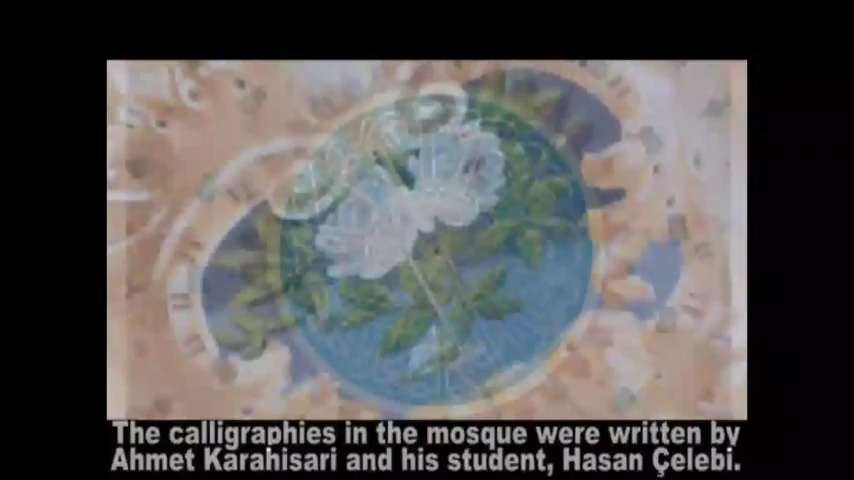 The calligraphies in the mosque were written by
Ahmet Karahisari and his student, Hasan Çelebi.